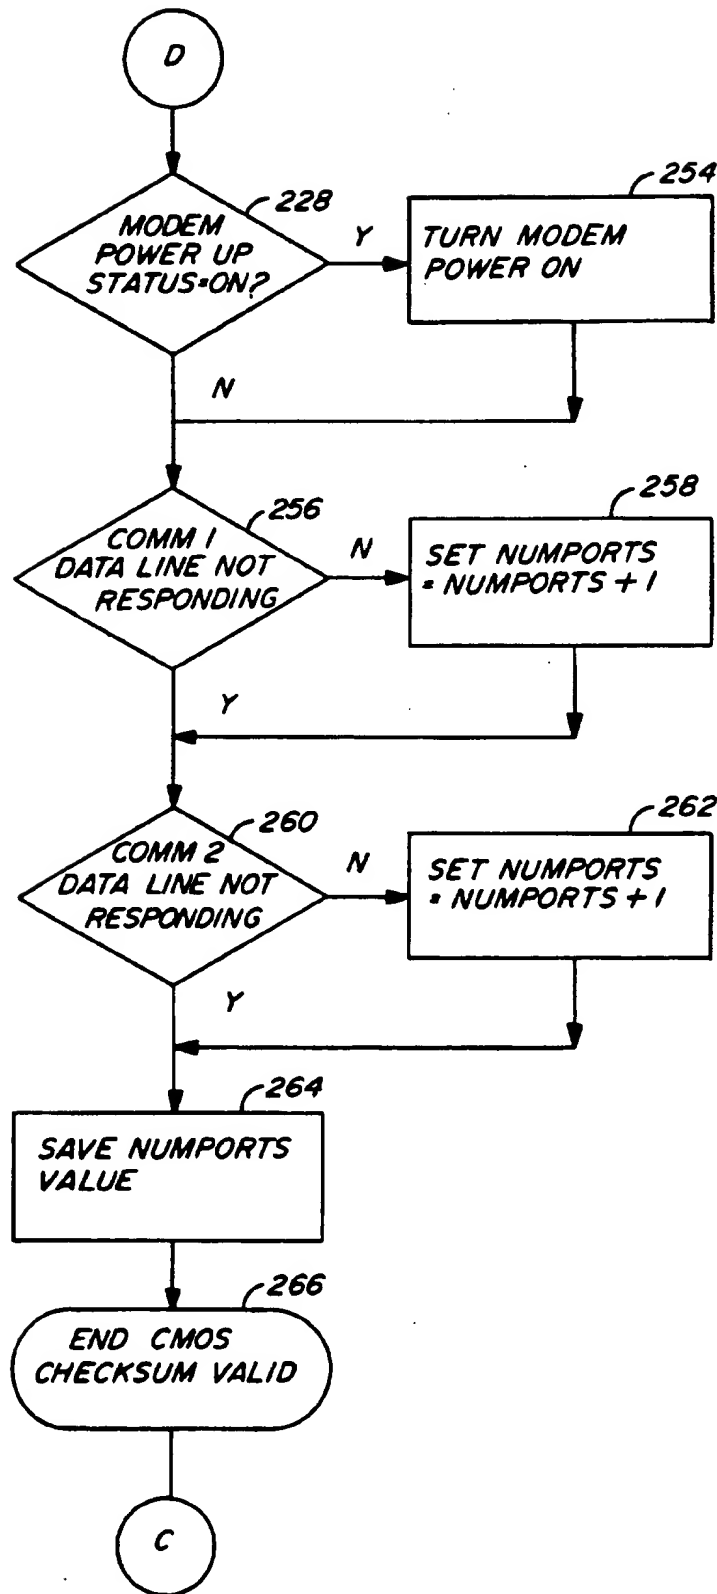 D
228
MODEM
POWER UP
STATUS=ON?
Y
254
TURN MODEM
POWER ON
N
256
COMM 1
DATA LINE NOT
RESPONDING
N
258
SET NUMPORTS
= NUMPORTS + 1
Y
260
COMM 2
DATA LINE NOT
RESPONDING
N
262
SET NUMPORTS
= NUMPORTS + 1
Y
264
SAVE NUMPORTS
VALUE
266
END CMOS
CHECKSUM VALID
C